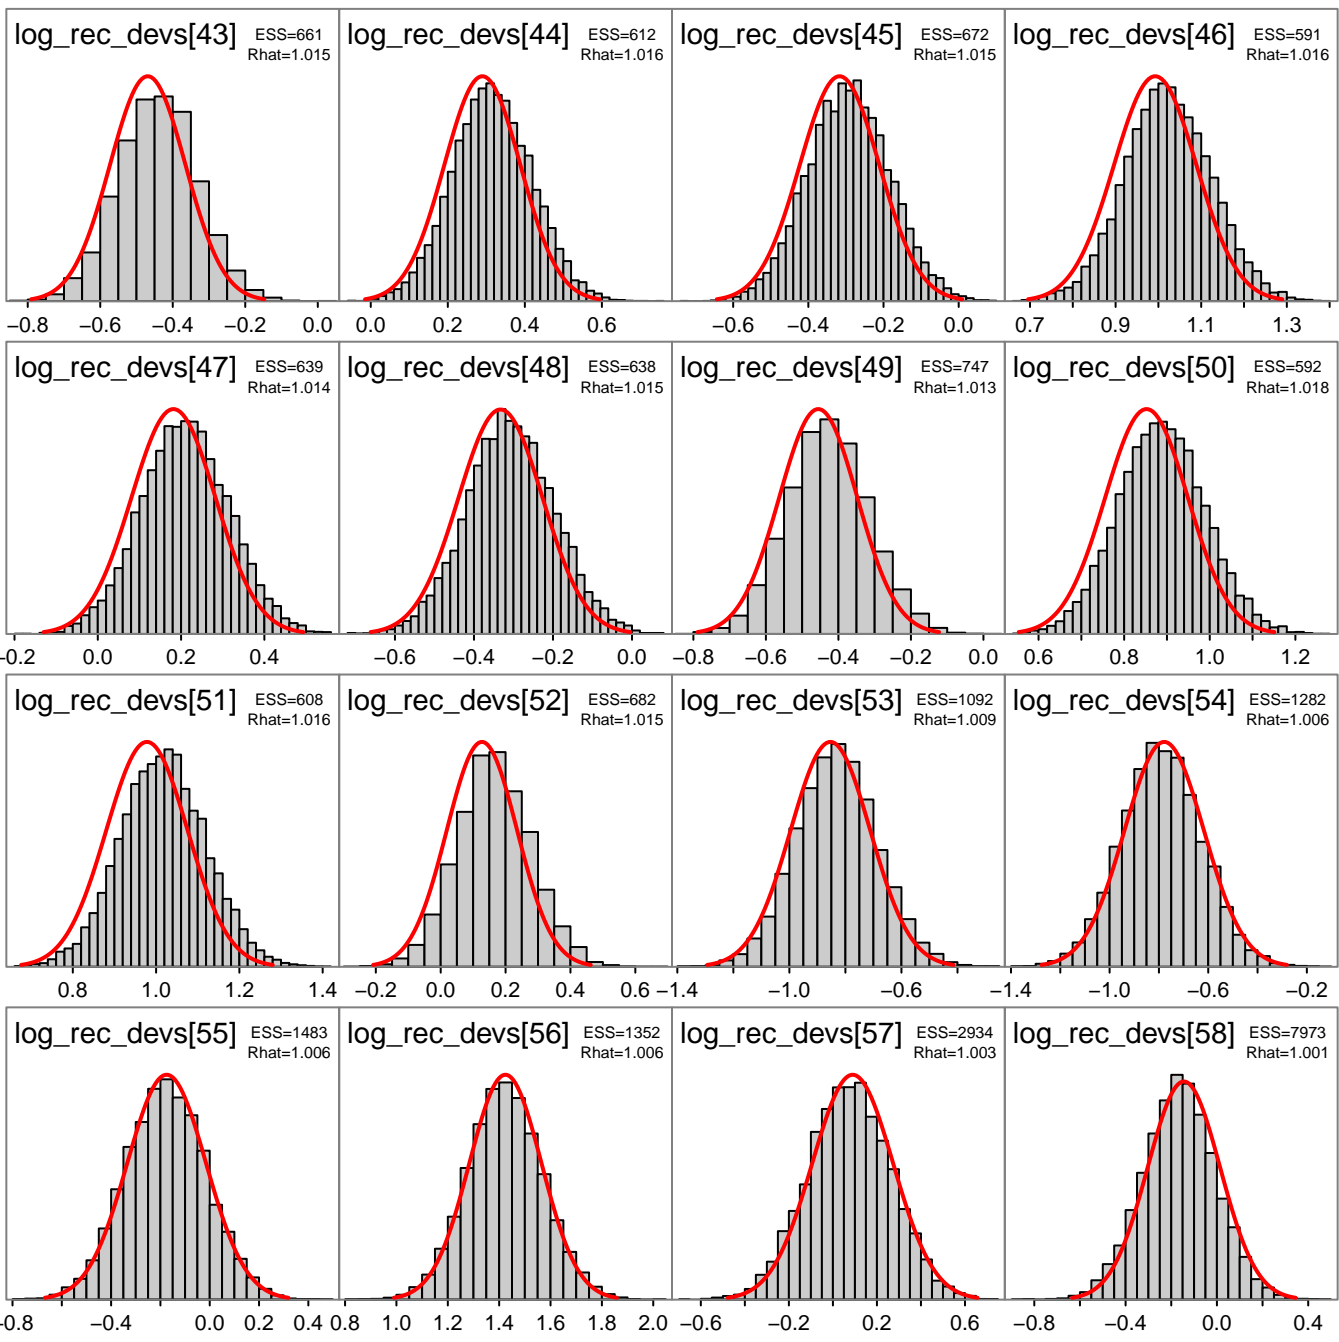 log_rec_devs[43] ESS=661
Rhat=1.015
log_rec_devs[44] ESS=612
Rhat=1.016
log_rec_devs[45] ESS=672
Rhat=1.015
log_rec_devs[46] ESS=591
Rhat=1.016
−0.8 −0.6 −0.4 −0.2 0.0
0.0 0.2 0.4 0.6
−0.6 −0.4 −0.2 0.0
0.7 0.9 1.1 1.3
log_rec_devs[47] ESS=639
Rhat=1.014
log_rec_devs[48] ESS=638
Rhat=1.015
log_rec_devs[49] ESS=747
Rhat=1.013
log_rec_devs[50] ESS=592
Rhat=1.018
−0.2 0.0 0.2 0.4
−0.6 −0.4 −0.2 0.0
−0.8 −0.6 −0.4 −0.2 0.0
0.6 0.8 1.0 1.2
log_rec_devs[51] ESS=608
Rhat=1.016
log_rec_devs[52] ESS=682
Rhat=1.015
log_rec_devs[53] ESS=1092
Rhat=1.009
log_rec_devs[54] ESS=1282
Rhat=1.006
0.8 1.0 1.2 1.4
−0.2 0.0 0.2 0.4 0.6
−1.4 −1.0 −0.6
−1.4 −1.0 −0.6 −0.2
log_rec_devs[55] ESS=1483
Rhat=1.006
log_rec_devs[56] ESS=1352
Rhat=1.006
log_rec_devs[57] ESS=2934
Rhat=1.003
log_rec_devs[58] ESS=7973
Rhat=1.001
−0.8 −0.4 0.0 0.2 0.4
0.8 1.0 1.2 1.4 1.6 1.8 2.0
−0.6 −0.2 0.2 0.6
−0.8 −0.4 0.0 0.4